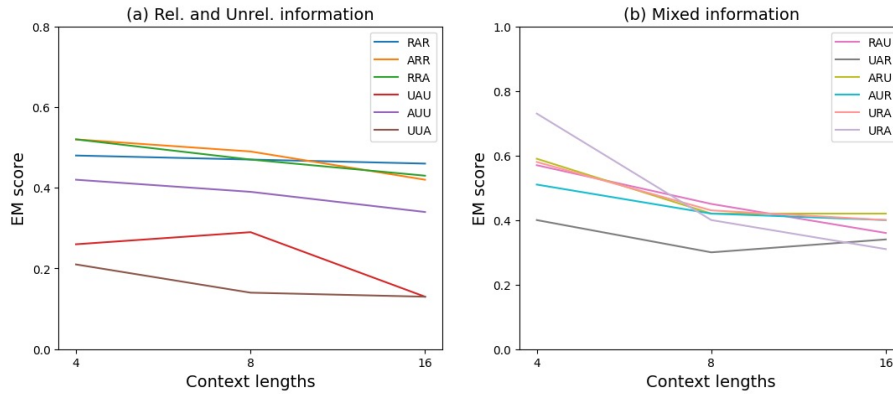 (a) Rel. and Unrel. information
0.8
0.6
0.4
0.2
0.0
EM score
RAR
ARR
RRA
UAU
AUU
UUA
4
8
16
Context lengths
(b) Mixed information
1.0
0.8
0.6
0.4
0.2
0.0
EM score
RAU
UAR
ARU
AUR
URA
URA
4
8
16
Context lengths